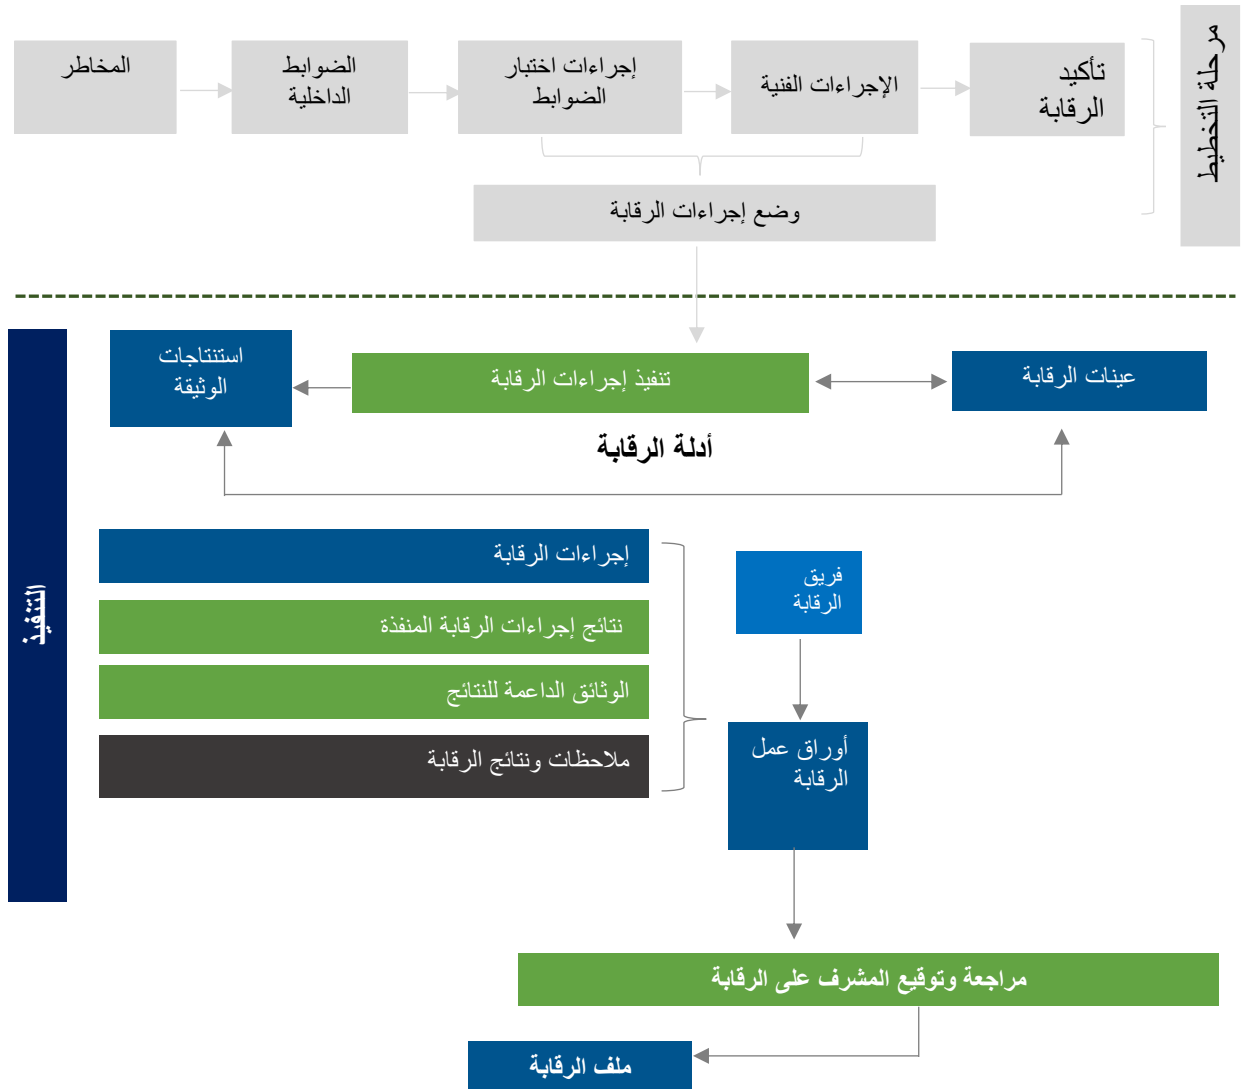 مرحلة التخطيط
المخاطر
الضوابط
الداخلية
إجراءات اختبار
الضوابط
الإجراءات الفنية
تأكيد
الرقابة
وضع إجراءات الرقابة
التنفيذ
استنتاجات
الوثيقة
تنفيذ إجراءات الرقابة
عينات الرقابة
أدلة الرقابة
إجراءات الرقابة
نتائج إجراءات الرقابة المنفذة
الوثائق الداعمة للنتائج
ملاحظات ونتائج الرقابة
فريق
الرقابة
أوراق عمل
الرقابة
مراجعة وتوقيع المشرف على الرقابة
ملف الرقابة